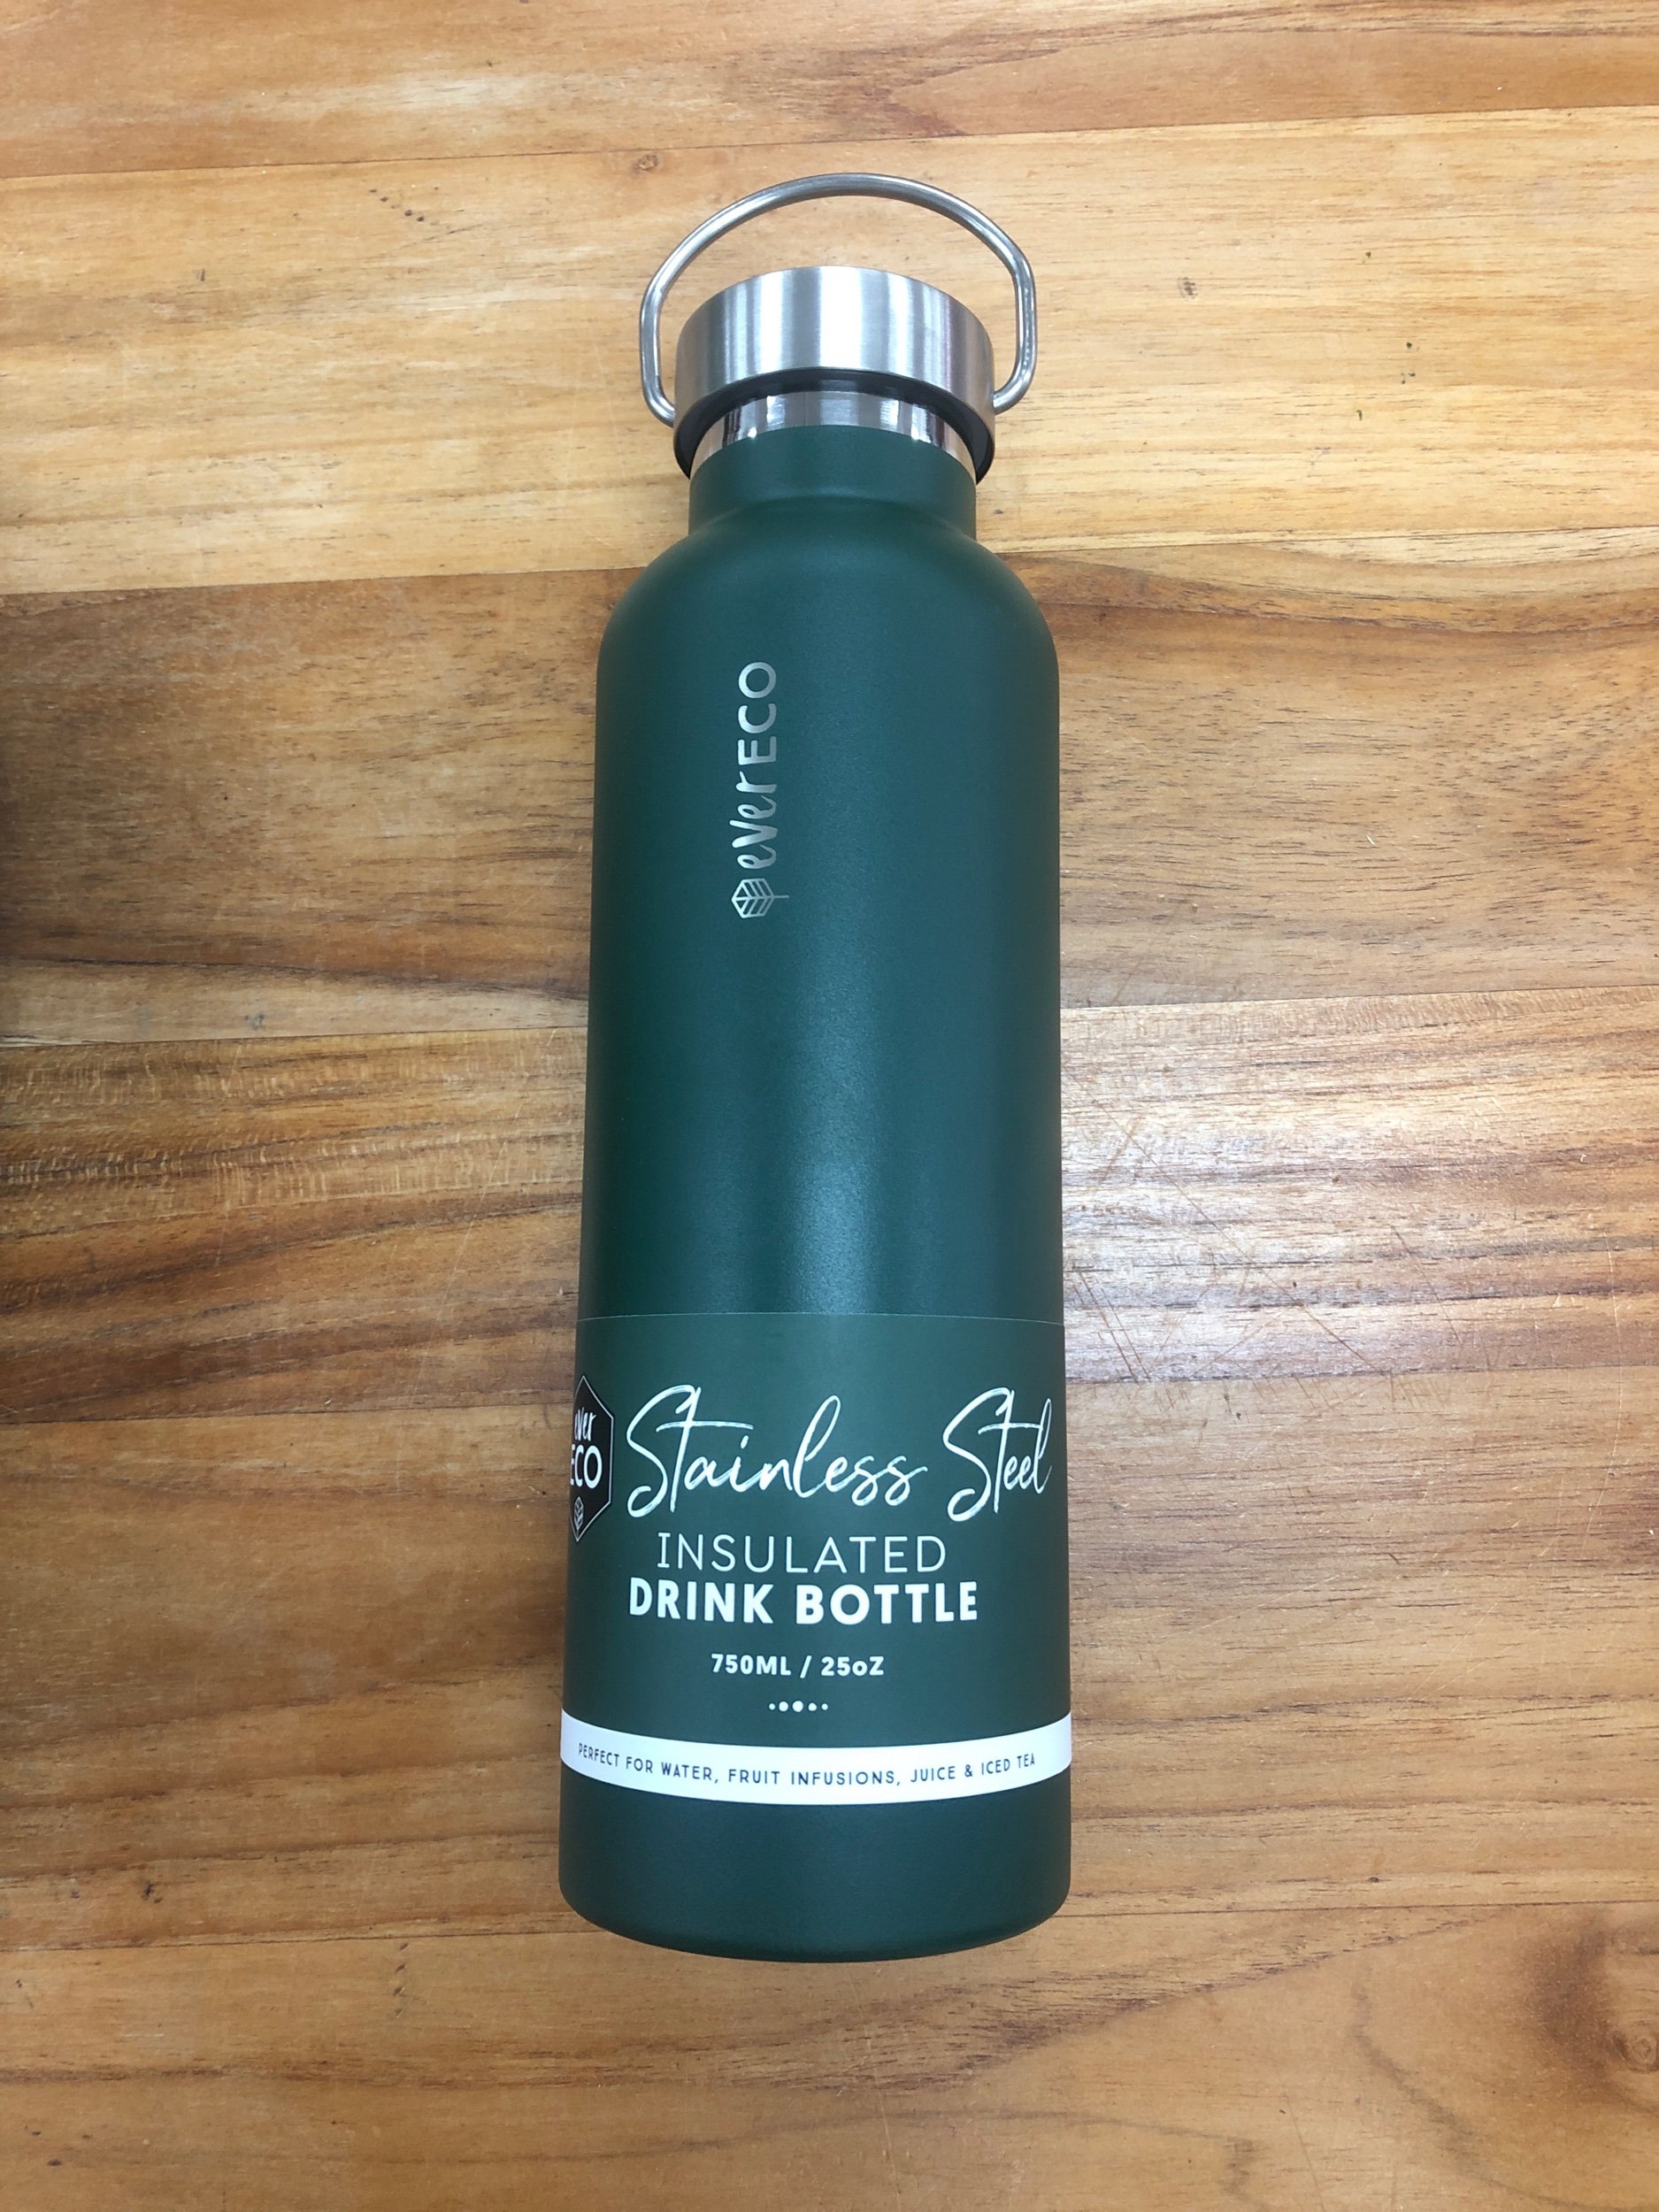 everECO
ever
ECO
Stainless Steel
INSULATED
DRINK BOTTLE
750ML / 25oZ
PERFECT FOR WATER, FRUIT INFUSIONS, JUICE & ICED TEA